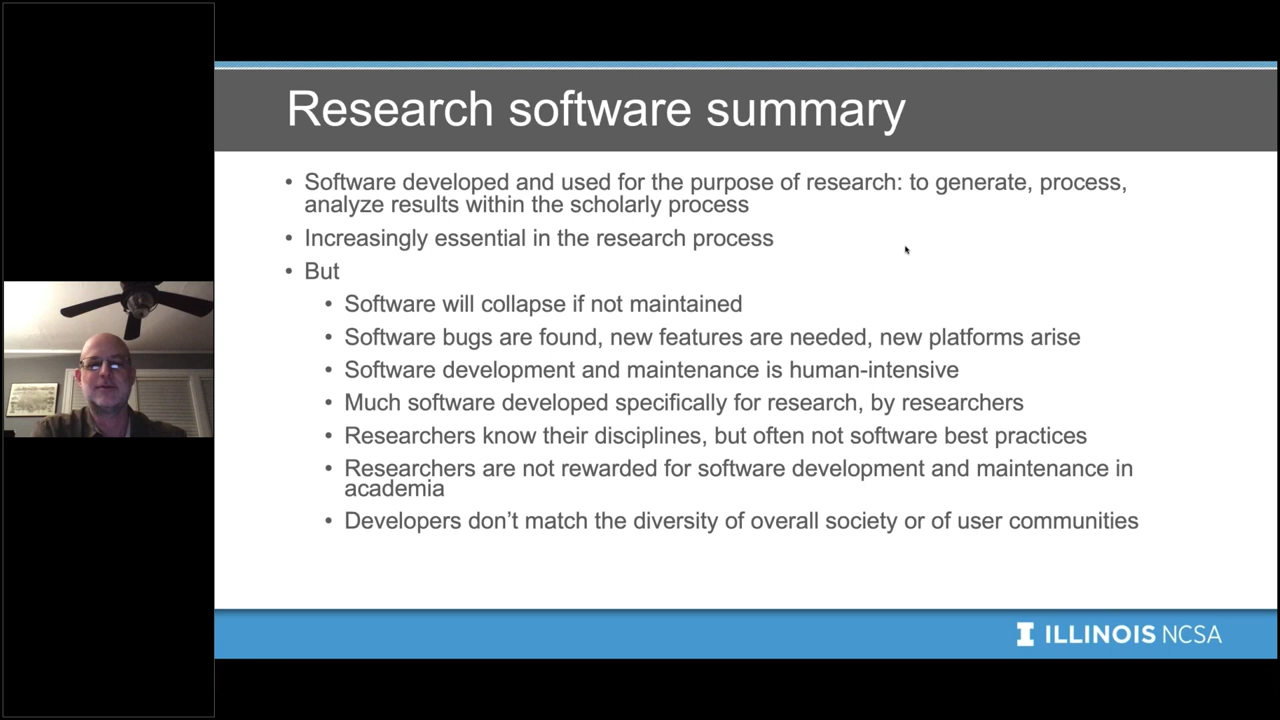 Research software summary
• Software developed and used for the purpose of research: to generate, process,
analyze results within the scholarly process
• Increasingly essential in the research process
• But
• Software will collapse if not maintained
• Software bugs are found, new features are needed, new platforms arise
• Software development and maintenance is human-intensive
• Much software developed specifically for research, by researchers
• Researchers know their disciplines, but often not software best practices
• Researchers are not rewarded for software development and maintenance in
academia
• Developers don’t match the diversity of overall society or of user communities
I ILLINOIS NCSA